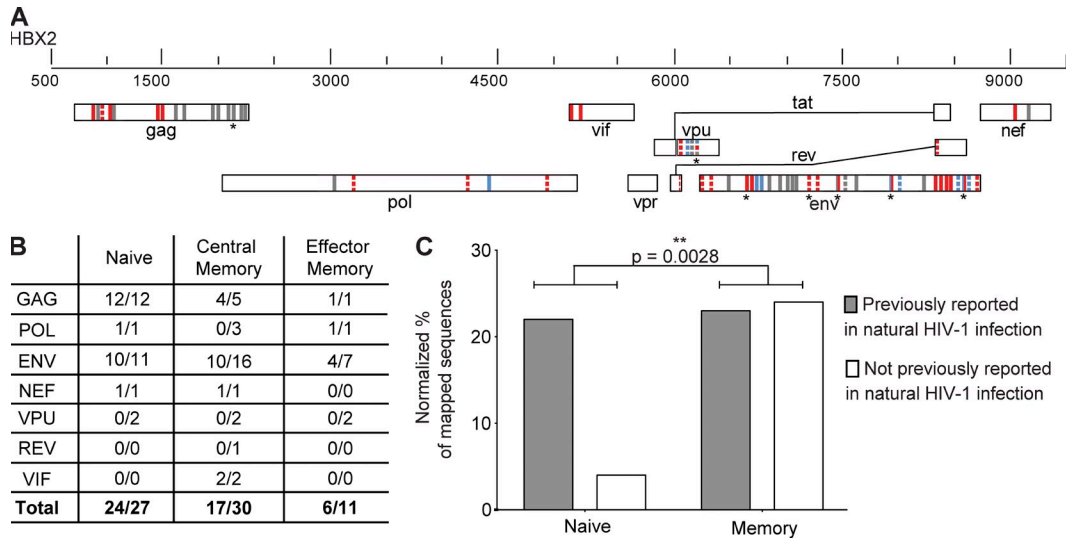 A
HBX2
500 1500 3000 4500 6000 7500 9000
tat
gag
*
vif
vpu
*
nef
rev
pol
vpr
env
* * * * *
B
Naive Central Memory Effector Memory
GAG 12/12 4/5 1/1
POL 1/1 0/3 1/1
ENV 10/11 10/16 4/7
NEF 1/1 1/1 0/0
VPU 0/2 0/2 0/2
REV 0/0 0/1 0/0
VIF 0/0 2/2 0/0
Total 24/27 17/30 6/11
C
Normalized %
of mapped sequences
30
20
10
0
**
p = 0.0028
Naive Memory
Previously reported
in natural HIV-1 infection
Not previously reported
in natural HIV-1 infection